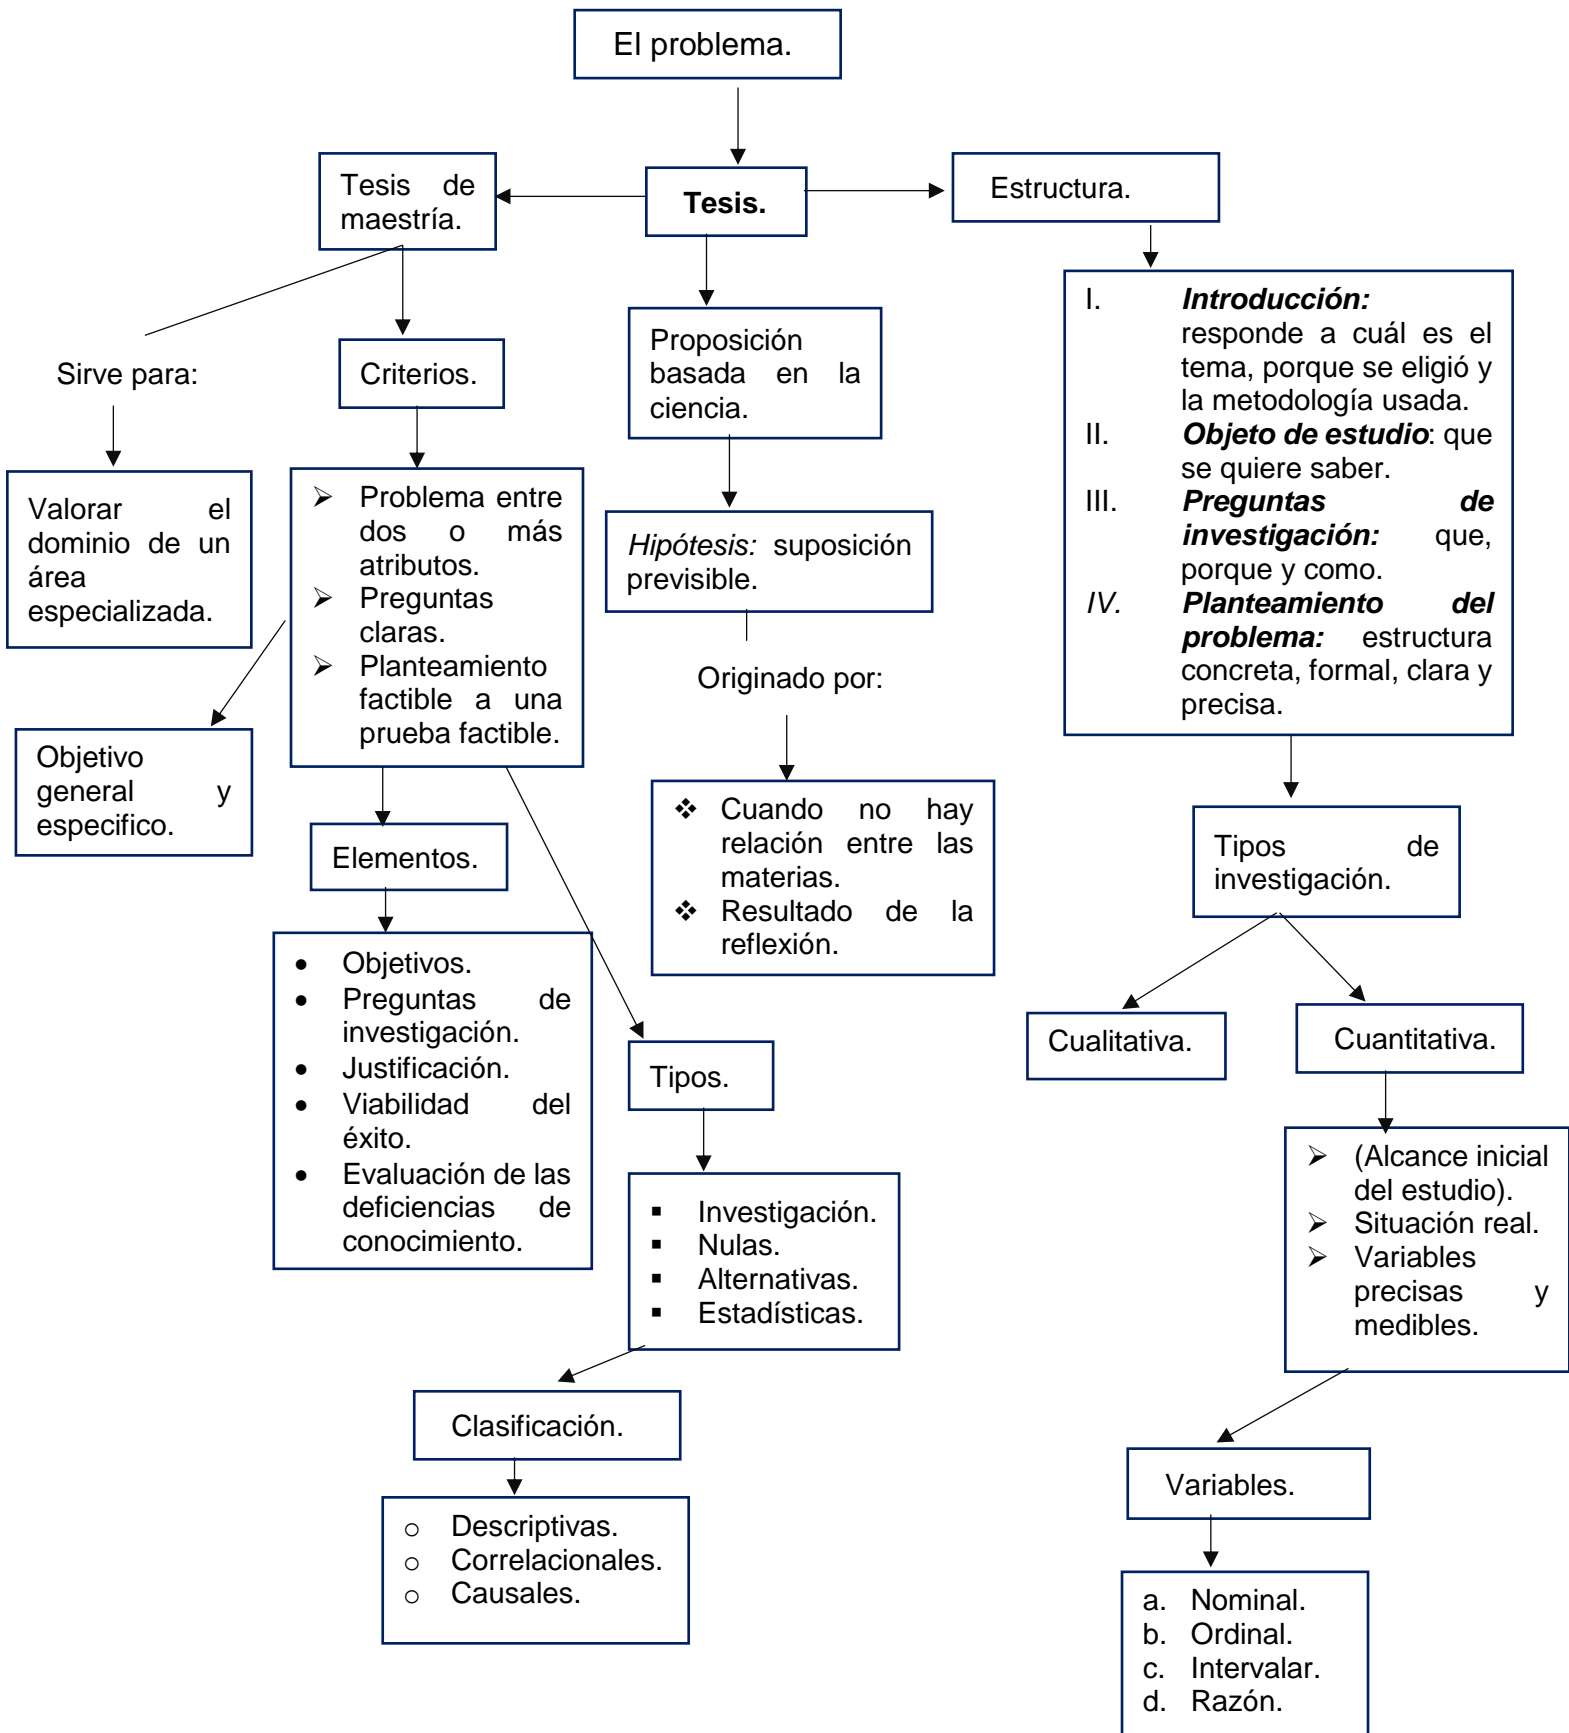 El problema.
Tesis de
maestría.
Tesis.
Estructura.
Sirve para:
Criterios.
Proposición
basada en la
ciencia.
I. Introducción:
responde a cuál es el
tema, porque se eligió y
la metodología usada.
II. Objeto de estudio: que
se quiere saber.
III. Preguntas de
investigación: que,
porque y como.
IV. Planteamiento del
problema: estructura
concreta, formal, clara y
precisa.
Valorar el
dominio de un
área
especializada.
➢ Problema entre
dos o más
atributos.
➢ Preguntas
claras.
➢ Planteamiento
factible a una
prueba factible.
Hipótesis: suposición
previsible.
Originado por:
Objetivo
general y
especifico.
Elementos.
❖ Cuando no hay
relación entre las
materias.
❖ Resultado de la
reflexión.
Tipos de
investigación.
• Objetivos.
• Preguntas de
investigación.
• Justificación.
• Viabilidad del
éxito.
• Evaluación de las
deficiencias de
conocimiento.
Tipos.
Cualitativa.
Cuantitativa.
▪ Investigación.
▪ Nulas.
▪ Alternativas.
▪ Estadísticas.
➢ (Alcance inicial
del estudio).
➢ Situación real.
➢ Variables
precisas y
medibles.
Clasificación.
Variables.
o Descriptivas.
o Correlacionales.
o Causales.
a. Nominal.
b. Ordinal.
c. Intervalar.
d. Razón.